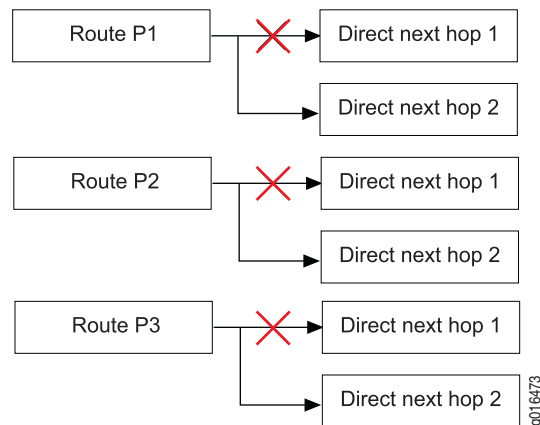 Route P1
Direct next hop 1
Direct next hop 2
Route P2
Direct next hop 1
Direct next hop 2
Route P3
Direct next hop 1
Direct next hop 2
g016473